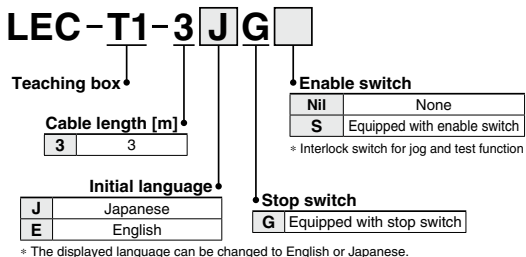 LEC-T1-3JG
Teaching box
Enable switch
Nil None
S Equipped with enable switch
* Interlock switch for jog and test function
Cable length [m]
3 3
Initial language
J Japanese
E English
Stop switch
G Equipped with stop switch
* The displayed language can be changed to English or Japanese.